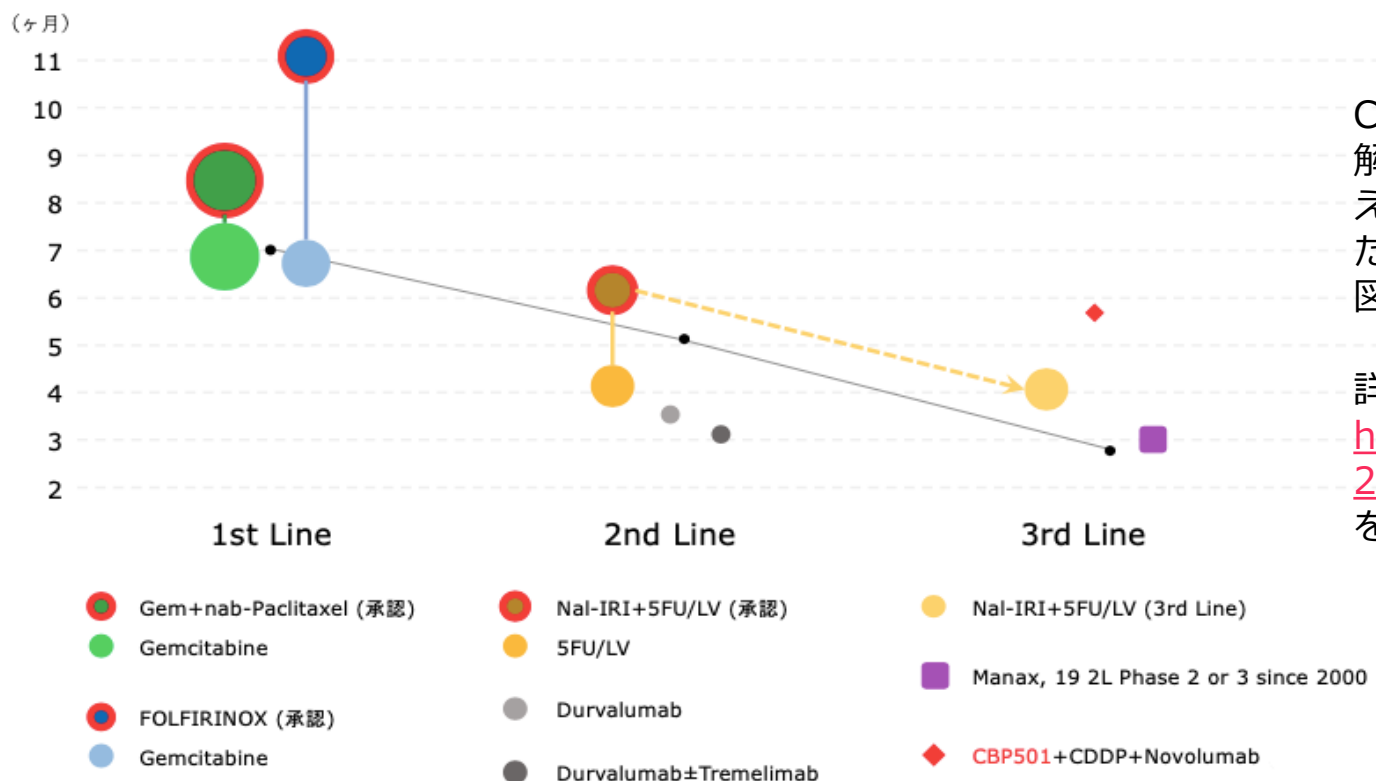 (ヶ月)
11
10
9
8
7
6
5
4
3
2
1st Line
2nd Line
3rd Line
Gem+nab-Paclitaxel (承認)
Gemcitabine
FOLFIRINOX (承認)
Gemcitabine
Nal-IRI+5FU/LV (承認)
5FU/LV
Durvalumab
Durvalumab±Tremelimab
Nal-IRI+5FU/LV (3rd Line)
Manax, 19 2L Phase 2 or 3 since 2000
CBP501+CDDP+Novolumab
C
解
え
た
図
詳
h
2
を